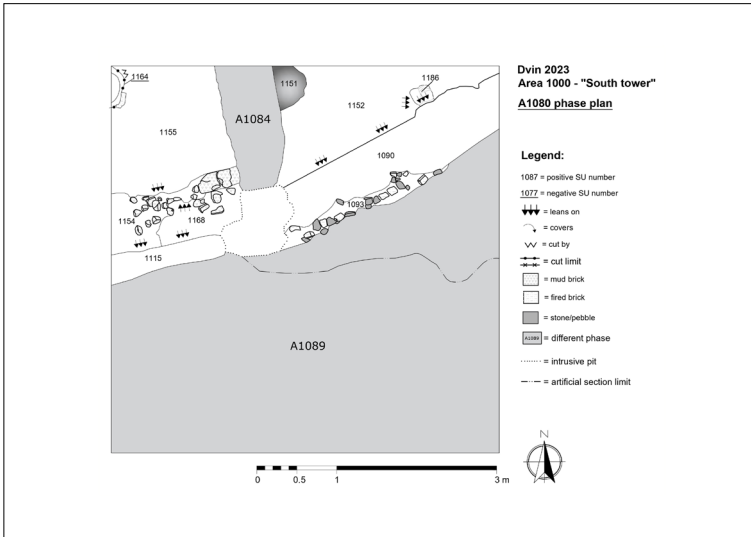 Dvin 2023
Area 1000 - "South tower"
A1080 phase plan
Legend:
1087 = positive SU number
1077 = negative SU number
= leans on
= covers
= cut by
= cut limit
= mud brick
= fired brick
= stone/pebble
A1089 = different phase
= intrusive pit
= artificial section limit
1164
1151
1186
1152
A1084
1155
1090
1093
1154
1168
1115
A1089
N
0 0.5 1 3 m